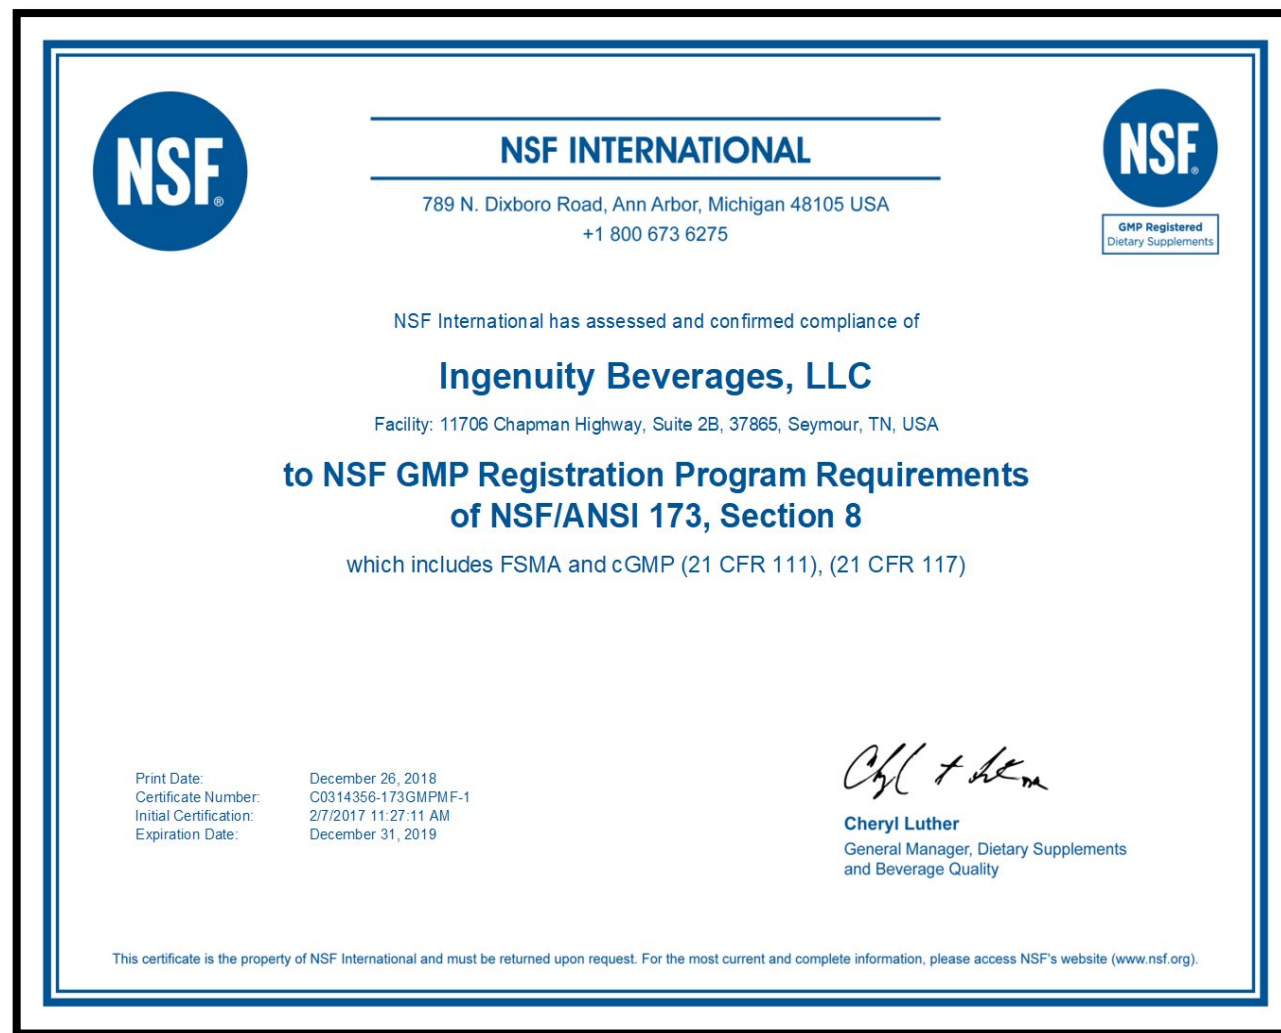 NSF®
NSF INTERNATIONAL
789 N. Dixboro Road, Ann Arbor, Michigan 48105 USA
+1 800 673 6275
NSF®
GMP Registered
Dietary Supplements
NSF International has assessed and confirmed compliance of
Ingenuity Beverages, LLC
Facility: 11706 Chapman Highway, Suite 2B, 37865, Seymour, TN, USA
to NSF GMP Registration Program Requirements
of NSF/ANSI 173, Section 8
which includes FSMA and cGMP (21 CFR 111), (21 CFR 117)
Print Date: December 26, 2018
Certificate Number: C0314356-173GMPMF-1
Initial Certification: 2/7/2017 11:27:11 AM
Expiration Date: December 31, 2019
Cheryl Luther
General Manager, Dietary Supplements
and Beverage Quality
This certificate is the property of NSF International and must be returned upon request. For the most current and complete information, please access NSF's website (www.nsf.org).